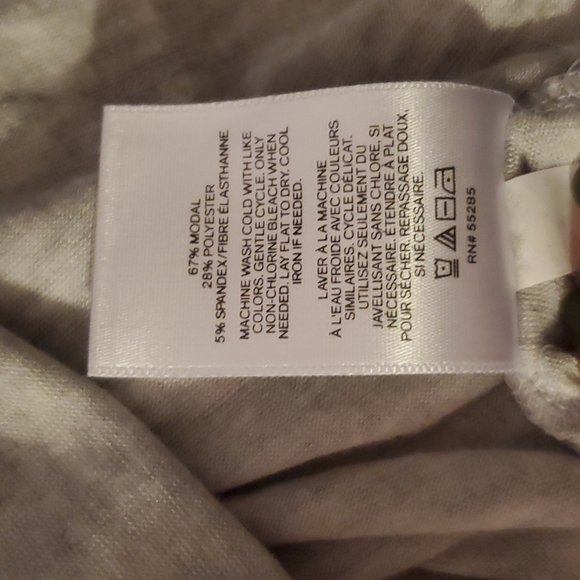 67% MODAL
28% POLYESTER
5% SPANDEX/FIBRE ÉLASTHANNE
MACHINE WASH COLD WITH LIKE
COLORS. GENTLE CYCLE. ONLY
NON-CHLORINE BLEACH WHEN
NEEDED. LAY FLAT TO DRY. COOL
IRON IF NEEDED.
LAVER À LA MACHINE
À L'EAU FROIDE AVEC COULEURS
SIMILAIRES. CYCLE DÉLICAT.
UTILISEZ SEULEMENT DU
JAVELLISANT SANS CHLORE, SI
NÉCESSAIRE. ÉTENDRE À PLAT
POUR SÉCHER. REPASSAGE DOUX,
SI NÉCESSAIRE.
RN# 55285